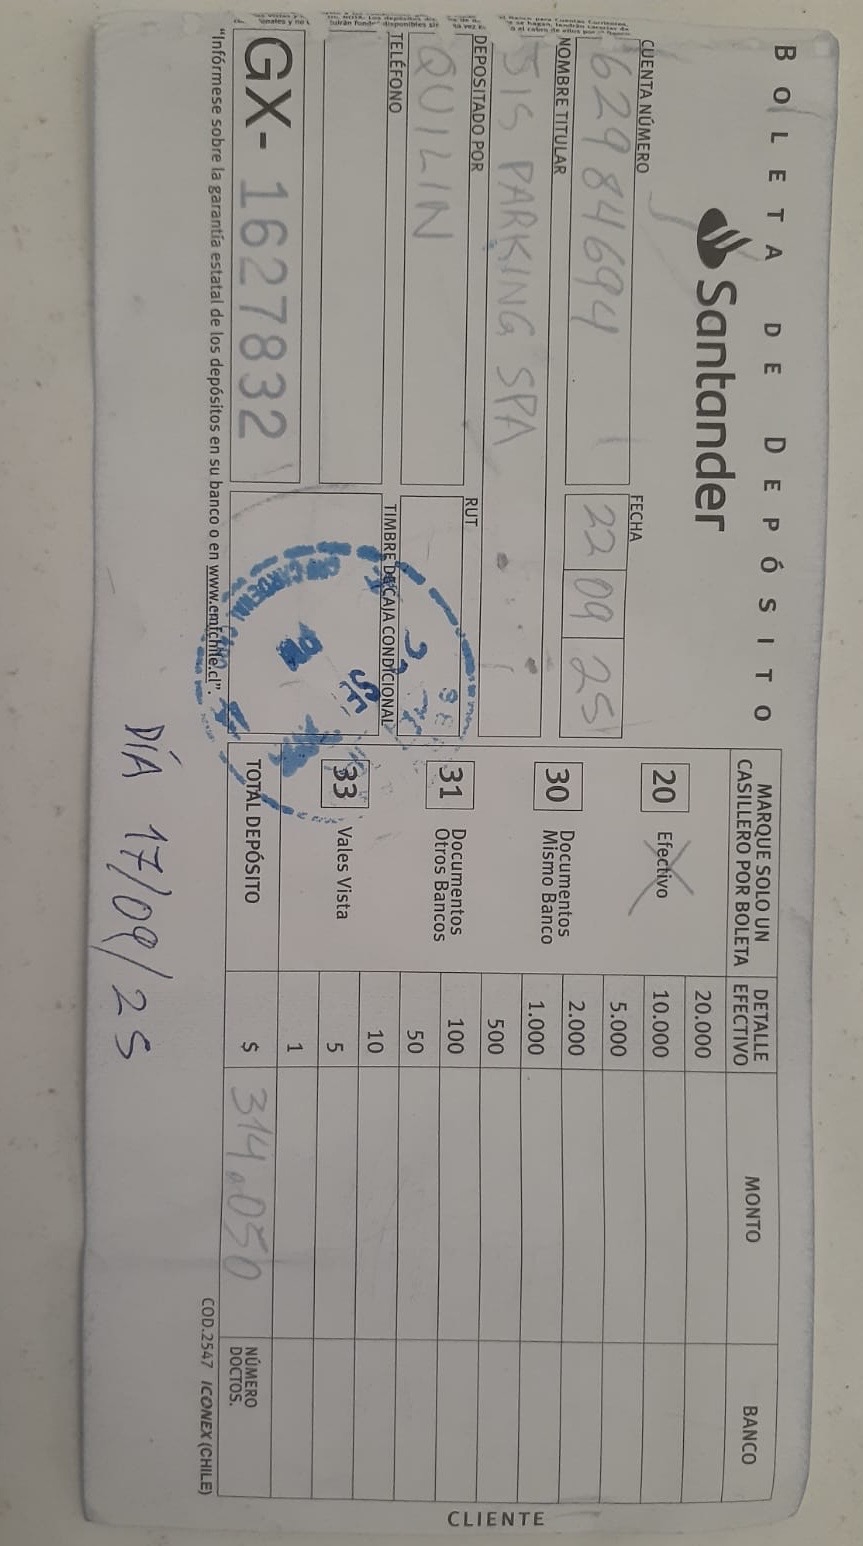 BOLETA DE DEPÓSITO
Santander
CUENTA NÚMERO
629 84694
FECHA
22 09 25
NOMBRE TITULAR
JIS PARKING SPA
DEPOSITADO POR
QUILIN
RUT
TELÉFONO
TIMBRE DE CAJA CONDICIONAL
GX- 1627832
"Infórmese sobre la garantía estatal de los depósitos en su banco o en www.cmfchile.cl".
MARQUE SOLO UN
CASILLERO POR BOLETA
20 Efectivo
30 Documentos
Mismo Banco
31 Documentos
Otros Bancos
33 Vales Vista
TOTAL DEPÓSITO
DETALLE
EFECTIVO
MONTO
BANCO
20.000
10.000
5.000
2.000
1.000
500
100
50
10
5
1
$ 314.050
NÚMERO
DOCTOS.
COD.2547 ICONEX (CHILE)
CLIENTE
DÍA 17/09/25